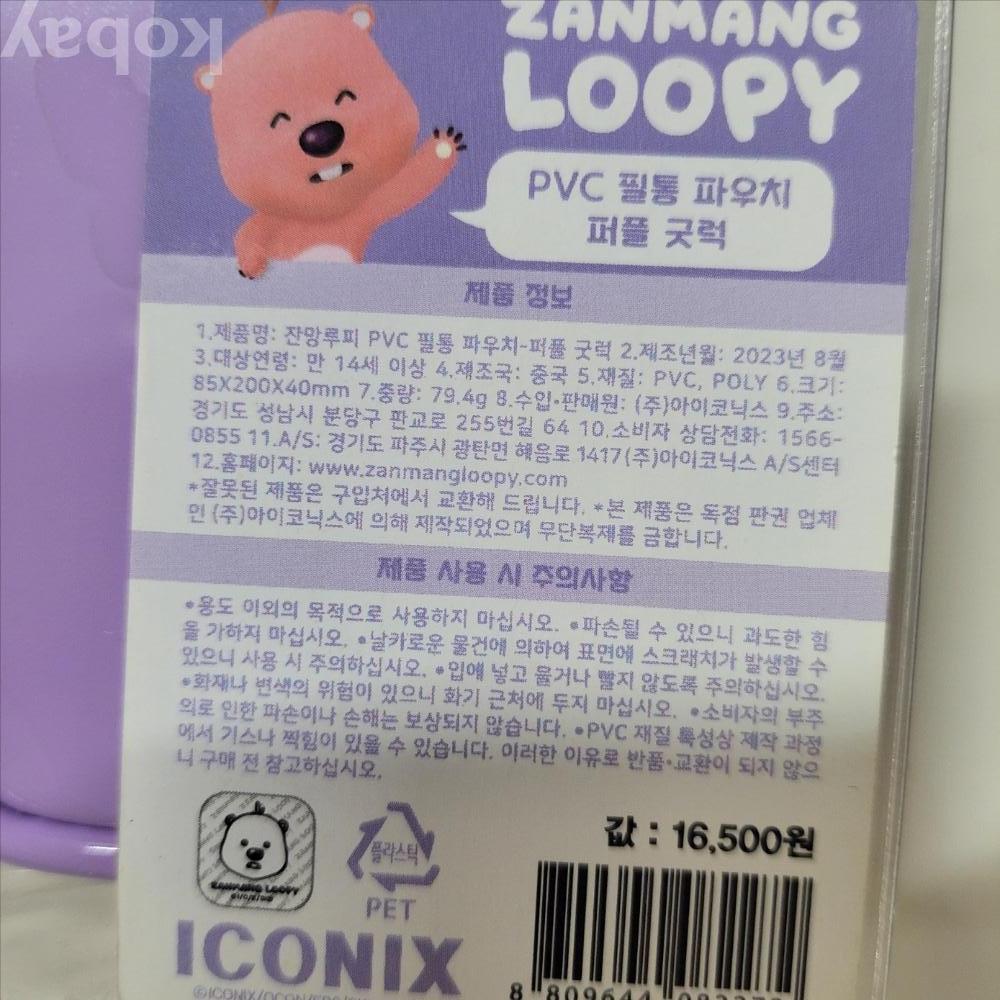 kobay
ZANMANG
LOOPY
PVC 필통 파우치
퍼플 굿럭
제품 정보
1.제품명: 잔망루피 PVC 필통 파우치-퍼플 굿럭 2.제조년월: 2023년 8월
3.대상연령: 만 14세 이상 4.제조국: 중국 5.재질: PVC, POLY 6.크기:
85X200X40mm 7.중량: 79.4g 8.수입·판매원: (주)아이코닉스 9.주소:
경기도 성남시 분당구 판교로 255번길 64 10.소비자 상담전화: 1566-
0855 11.A/S: 경기도 파주시 광탄면 혜음로 1417(주)아이코닉스 A/S센터
12.홈페이지: www.zanmangloopy.com
*잘못된 제품은 구입처에서 교환해 드립니다. *본 제품은 독점 판권 업체
인 (주)아이코닉스에 의해 제작되었으며 무단복제를 금합니다.
제품 사용 시 주의사항
•용도 이외의 목적으로 사용하지 마십시오. •파손될 수 있으니 과도한 힘
을 가하지 마십시오. •날카로운 물건에 의하여 표면에 스크래치가 발생할 수
있으니 사용 시 주의하십시오. •입에 넣고 물거나 빨지 않도록 주의하십시오.
•화재나 변색의 위험이 있으니 화기 근처에 두지 마십시오. •소비자의 부주
의로 인한 파손이나 손해는 보상되지 않습니다. •PVC 재질 특성상 제작 과정
에서 기스나 찍힘이 있을 수 있습니다. 이러한 이유로 반품·교환이 되지 않으
니 구매 전 참고하십시오.
값 : 16,500원
플라스틱
PET
ZANMANG LOOPY
ICONIX
8 809644